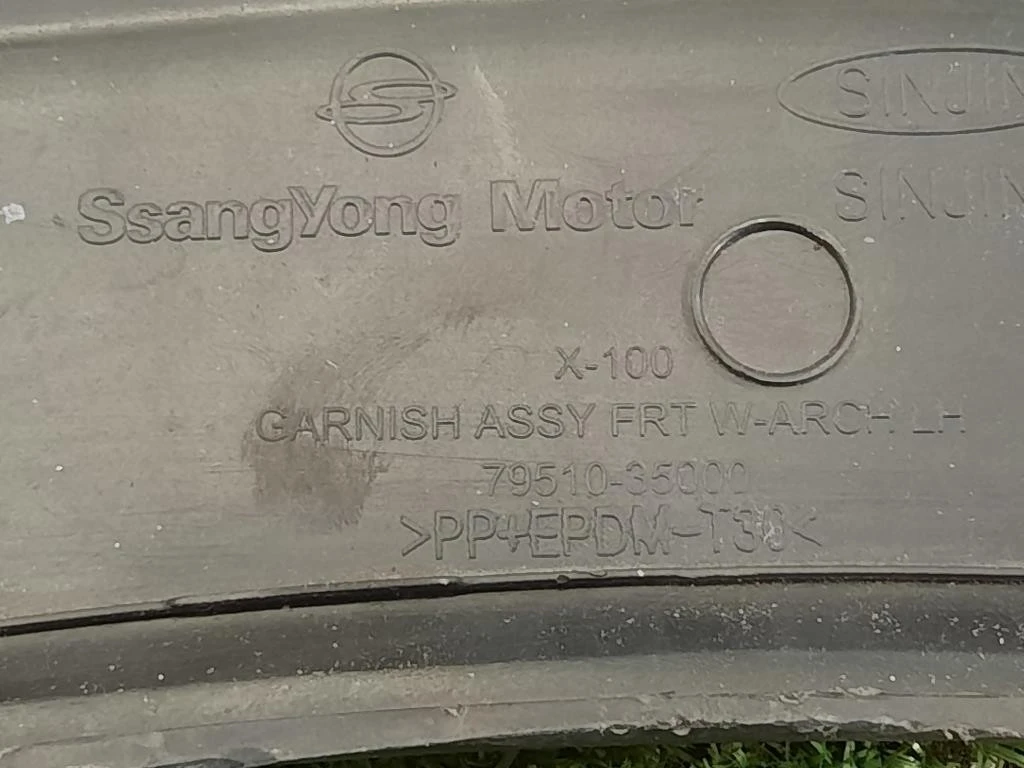 S
SINJIN
SsangYong Motor
SINJIN
X-100
GARNISH ASSY FRT W-ARCH LH
79510-35000
>PP+EPDM-T30<